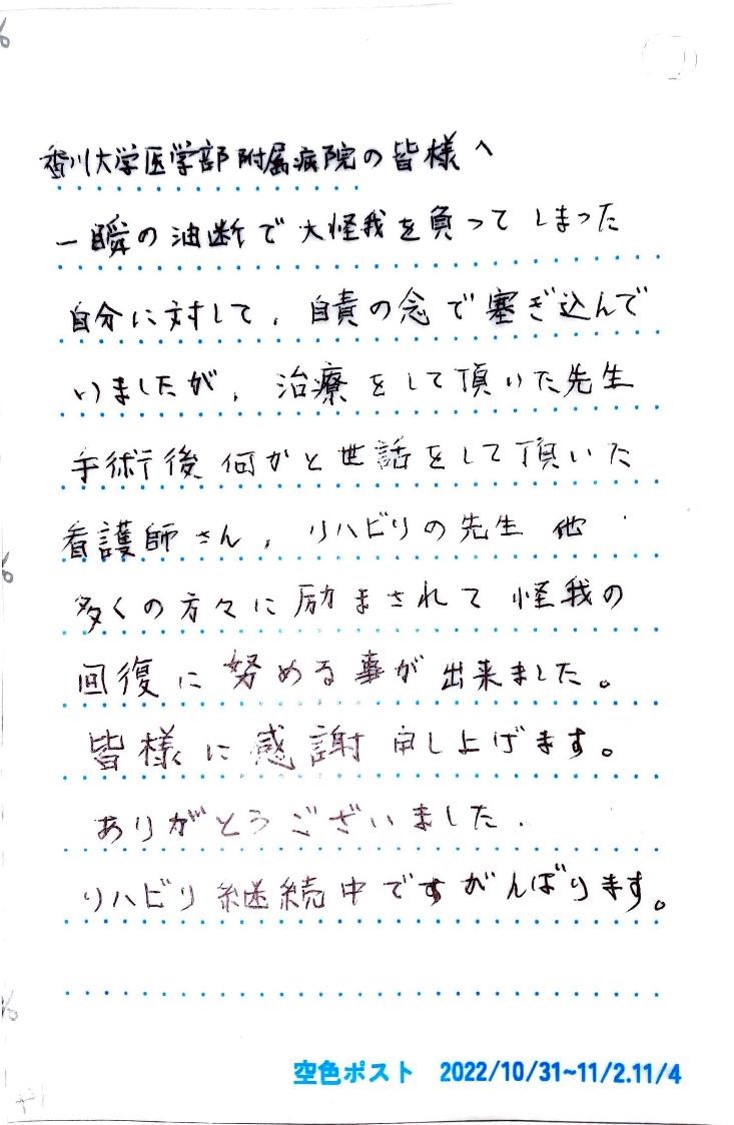 香川大学医学部附属病院の皆様へ
一瞬の油断で大怪我を負ってしまった
自分に対して、自責の念で塞ぎ込んで
いましたが、治療をして頂いた先生
手術後何かと世話をして頂いた
看護師さん、リハビリの先生 他
多くの方々に励まされて怪我の
回復に努める事が出来ました。
皆様に感謝申し上げます。
ありがとうございました.
リハビリ継続中ですがんばります。
空色ポスト 2022/10/31~11/2.11/4